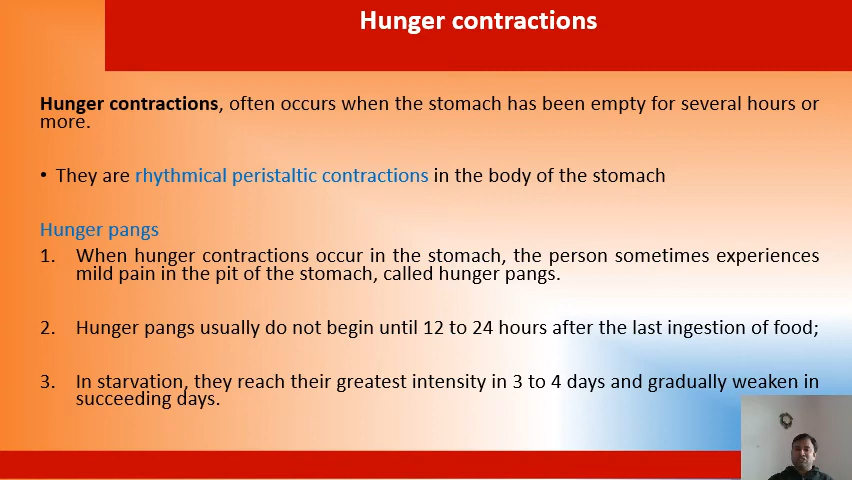 Hunger contractions
Hunger contractions, often occurs when the stomach has been empty for several hours or
more.
• They are rhythmical peristaltic contractions in the body of the stomach
Hunger pangs
1. When hunger contractions occur in the stomach, the person sometimes experiences
mild pain in the pit of the stomach, called hunger pangs.
2. Hunger pangs usually do not begin until 12 to 24 hours after the last ingestion of food;
3. In starvation, they reach their greatest intensity in 3 to 4 days and gradually weaken in
succeeding days.